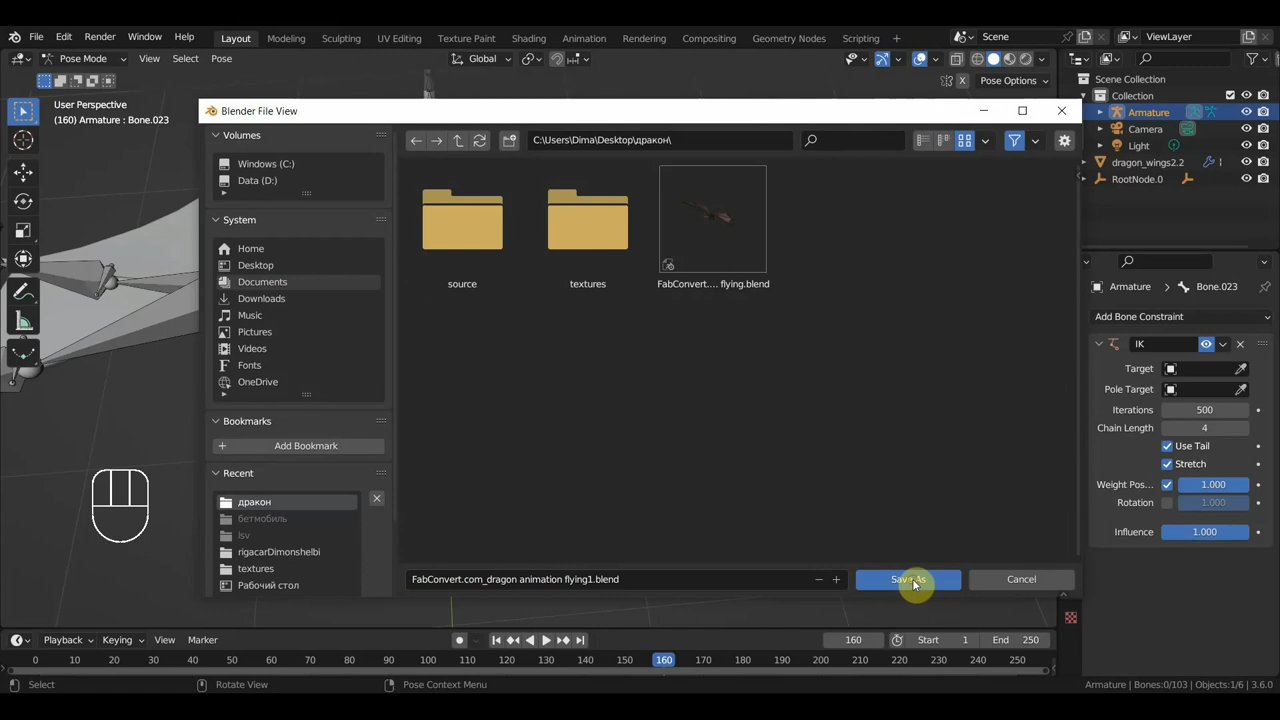 File Edit Render Window Help Layout Modeling Sculpting UV Editing Texture Paint Shading Animation Rendering Compositing Geometry Nodes Scripting + Scene ViewLayer
Pose Mode View Select Pose Global
X Pose Options
User Perspective
(160) Armature : Bone.023
Blender File View
Volumes
Windows (C:)
Data (D:)
System
Home
Desktop
Documents
Downloads
Music
Pictures
Videos
Fonts
OneDrive
Bookmarks
Add Bookmark
Recent
дракон
бетмобиль
lsv
rigacarDimonshelbi
textures
Рабочий стол
C:\Users\Dima\Desktop\дракон\
source textures FabConvert.... flying.blend
FabConvert.com_dragon animation flying1.blend
Save As Cancel
Scene Collection
Collection
Armature
Camera
Light
dragon_wings2.2
RootNode.0
Armature Bone.023
Add Bone Constraint
IK
Target
Pole Target
Iterations 500
Chain Length 4
Use Tail
Stretch
Weight Pos... 1.000
Rotation 1.000
Influence 1.000
Playback Keying View Marker 160 Start 1 End 250
0 10 20 30 40 50 60 70 80 90 100 110 120 130 140 150 160 170 180 190 200 210 220 230 240 250
Select Rotate View Pose Context Menu Armature | Bones:0/103 | Objects:1/6 | 3.6.0